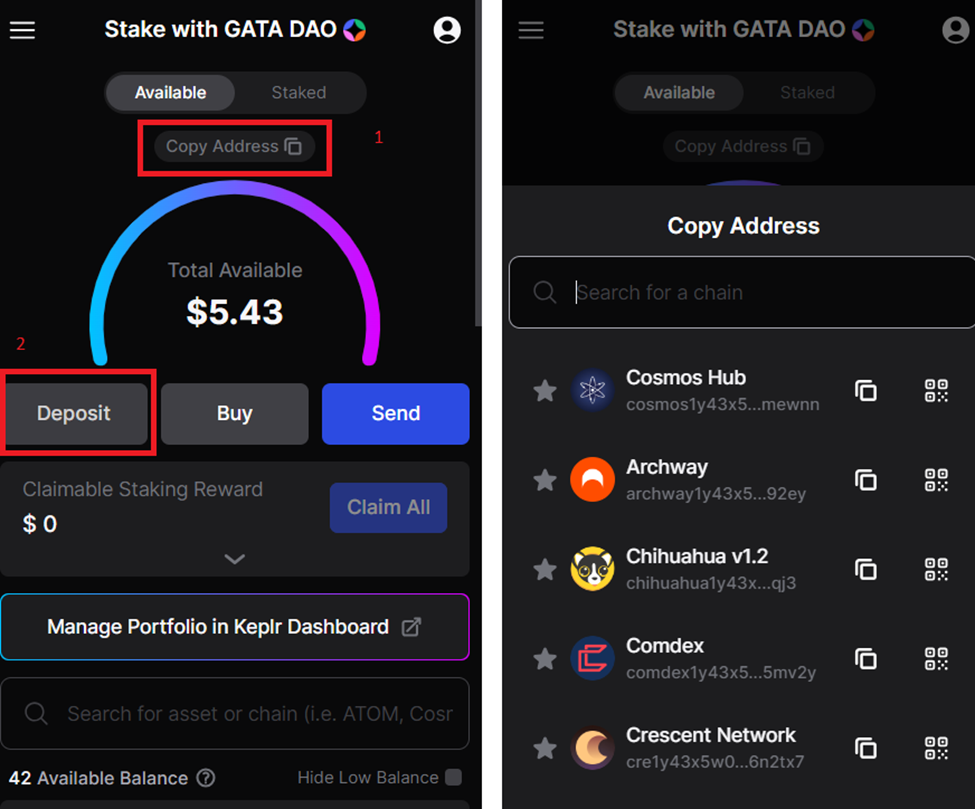 Stake with GATA DAO
Available
Staked
Copy Address
1
Total Available
$5.43
2
Deposit
Buy
Send
Claimable Staking Reward
$ 0
Claim All
Manage Portfolio in Keplr Dashboard
Search for asset or chain (i.e. ATOM, Cosr
42 Available Balance ?
Hide Low Balance
Stake with GATA DAO
Available
Staked
Copy Address
Copy Address
Search for a chain
Cosmos Hub
cosmos1y43x5...mewnn
Archway
archway1y43x5...92ey
Chihuahua v1.2
chihuahua1y43x...qj3
Comdex
comdex1y43x5...5mv2y
Crescent Network
cre1y43x5w0...6n2tx7